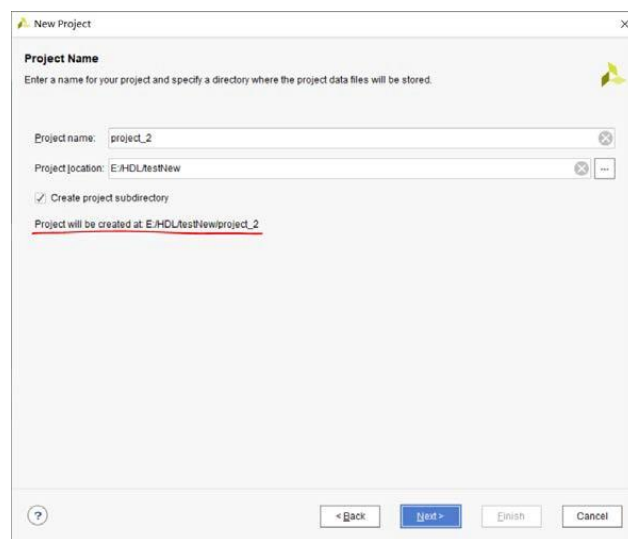 New Project
Project Name
Enter a name for your project and specify a directory where the project data files will be stored.
Project name: project_2
Project location: E:/HDL/testNew ...
Create project subdirectory
Project will be created at: E:/HDL/testNew/project_2
? < Back Next > Finish Cancel